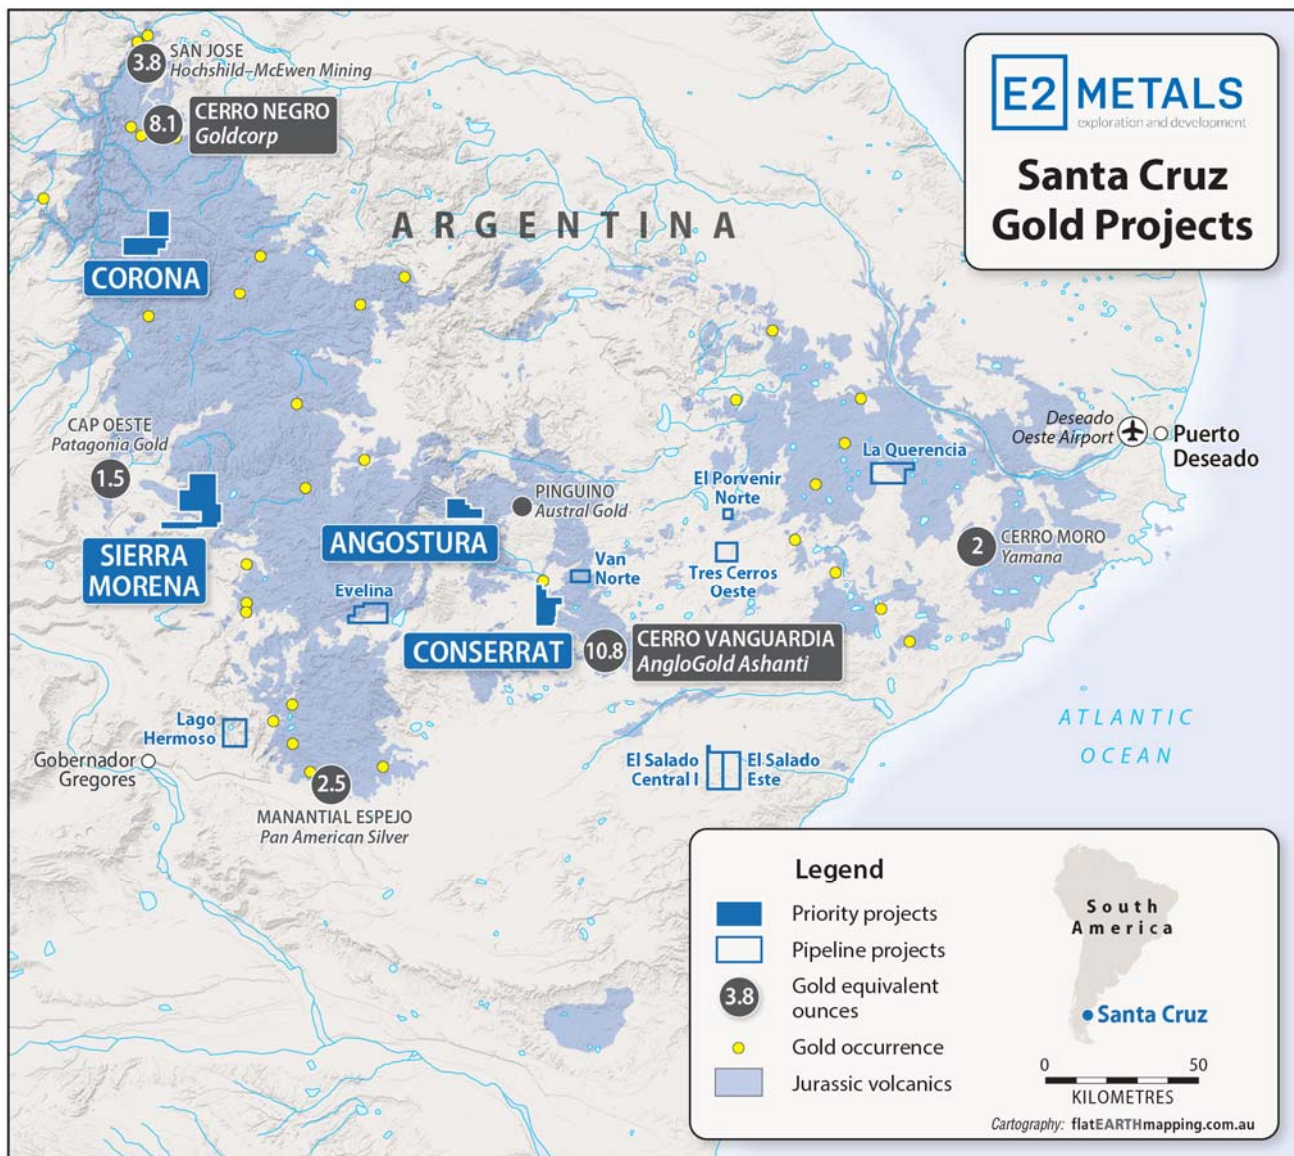 E2 METALS
exploration and development
Santa Cruz
Gold Projects
3.8
SAN JOSE
Hochshild–McEwen Mining
8.1
CERRO NEGRO
Goldcorp
ARGENTINA
CORONA
CAP OESTE
Patagonia Gold
1.5
SIERRA
MORENA
ANGOSTURA
PINGUINO
Austral Gold
El Porvenir
Norte
La Querencia
Deseado
Oeste Airport
Puerto
Deseado
2
CERRO MORO
Yamana
Van
Norte
Tres Cerros
Oeste
Evelina
CONSERRAT
10.8
CERRO VANGUARDIA
AngloGold Ashanti
Lago
Hermoso
Gobernador
Gregores
2.5
MANANTIAL ESPEJO
Pan American Silver
El Salado
Central I
El Salado
Este
ATLANTIC
OCEAN
Legend
Priority projects
Pipeline projects
3.8
Gold equivalent
ounces
Gold occurrence
Jurassic volcanics
South
America
Santa Cruz
0 50
KILOMETRES
Cartography: flatEARTHmapping.com.au